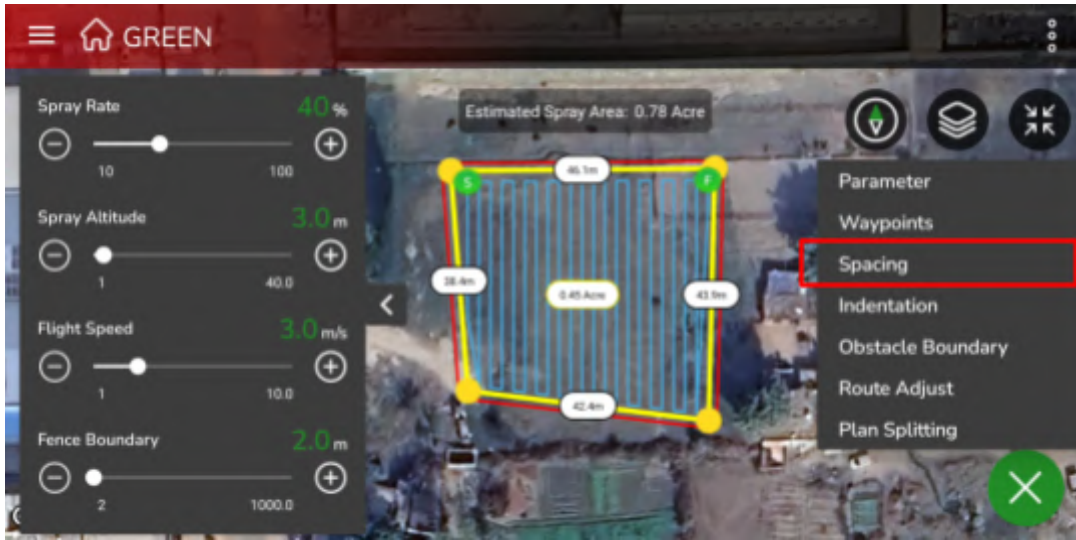 GREEN
Spray Rate 40 %
10 100
Spray Altitude 3.0 m
1 40.0
Flight Speed 3.0 m/s
1 10.0
Fence Boundary 2.0 m
2 1000.0
Estimated Spray Area: 0.78 Acre
46.1m
S
F
38.4m
0.45 Acre
43.9m
42.4m
Parameter
Waypoints
Spacing
Indentation
Obstacle Boundary
Route Adjust
Plan Splitting